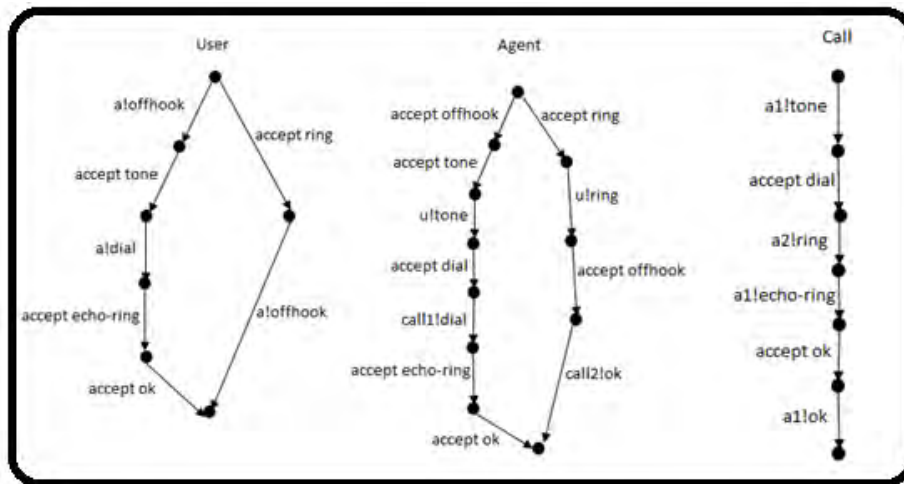 User
a!offhook
accept ring
accept tone
a!dial
accept echo-ring
a!offhook
accept ok
Agent
accept offhook
accept ring
accept tone
u!ring
u!tone
accept dial
accept offhook
call1!dial
accept echo-ring
call2!ok
accept ok
Call
a1!tone
accept dial
a2!ring
a1!echo-ring
accept ok
a1!ok